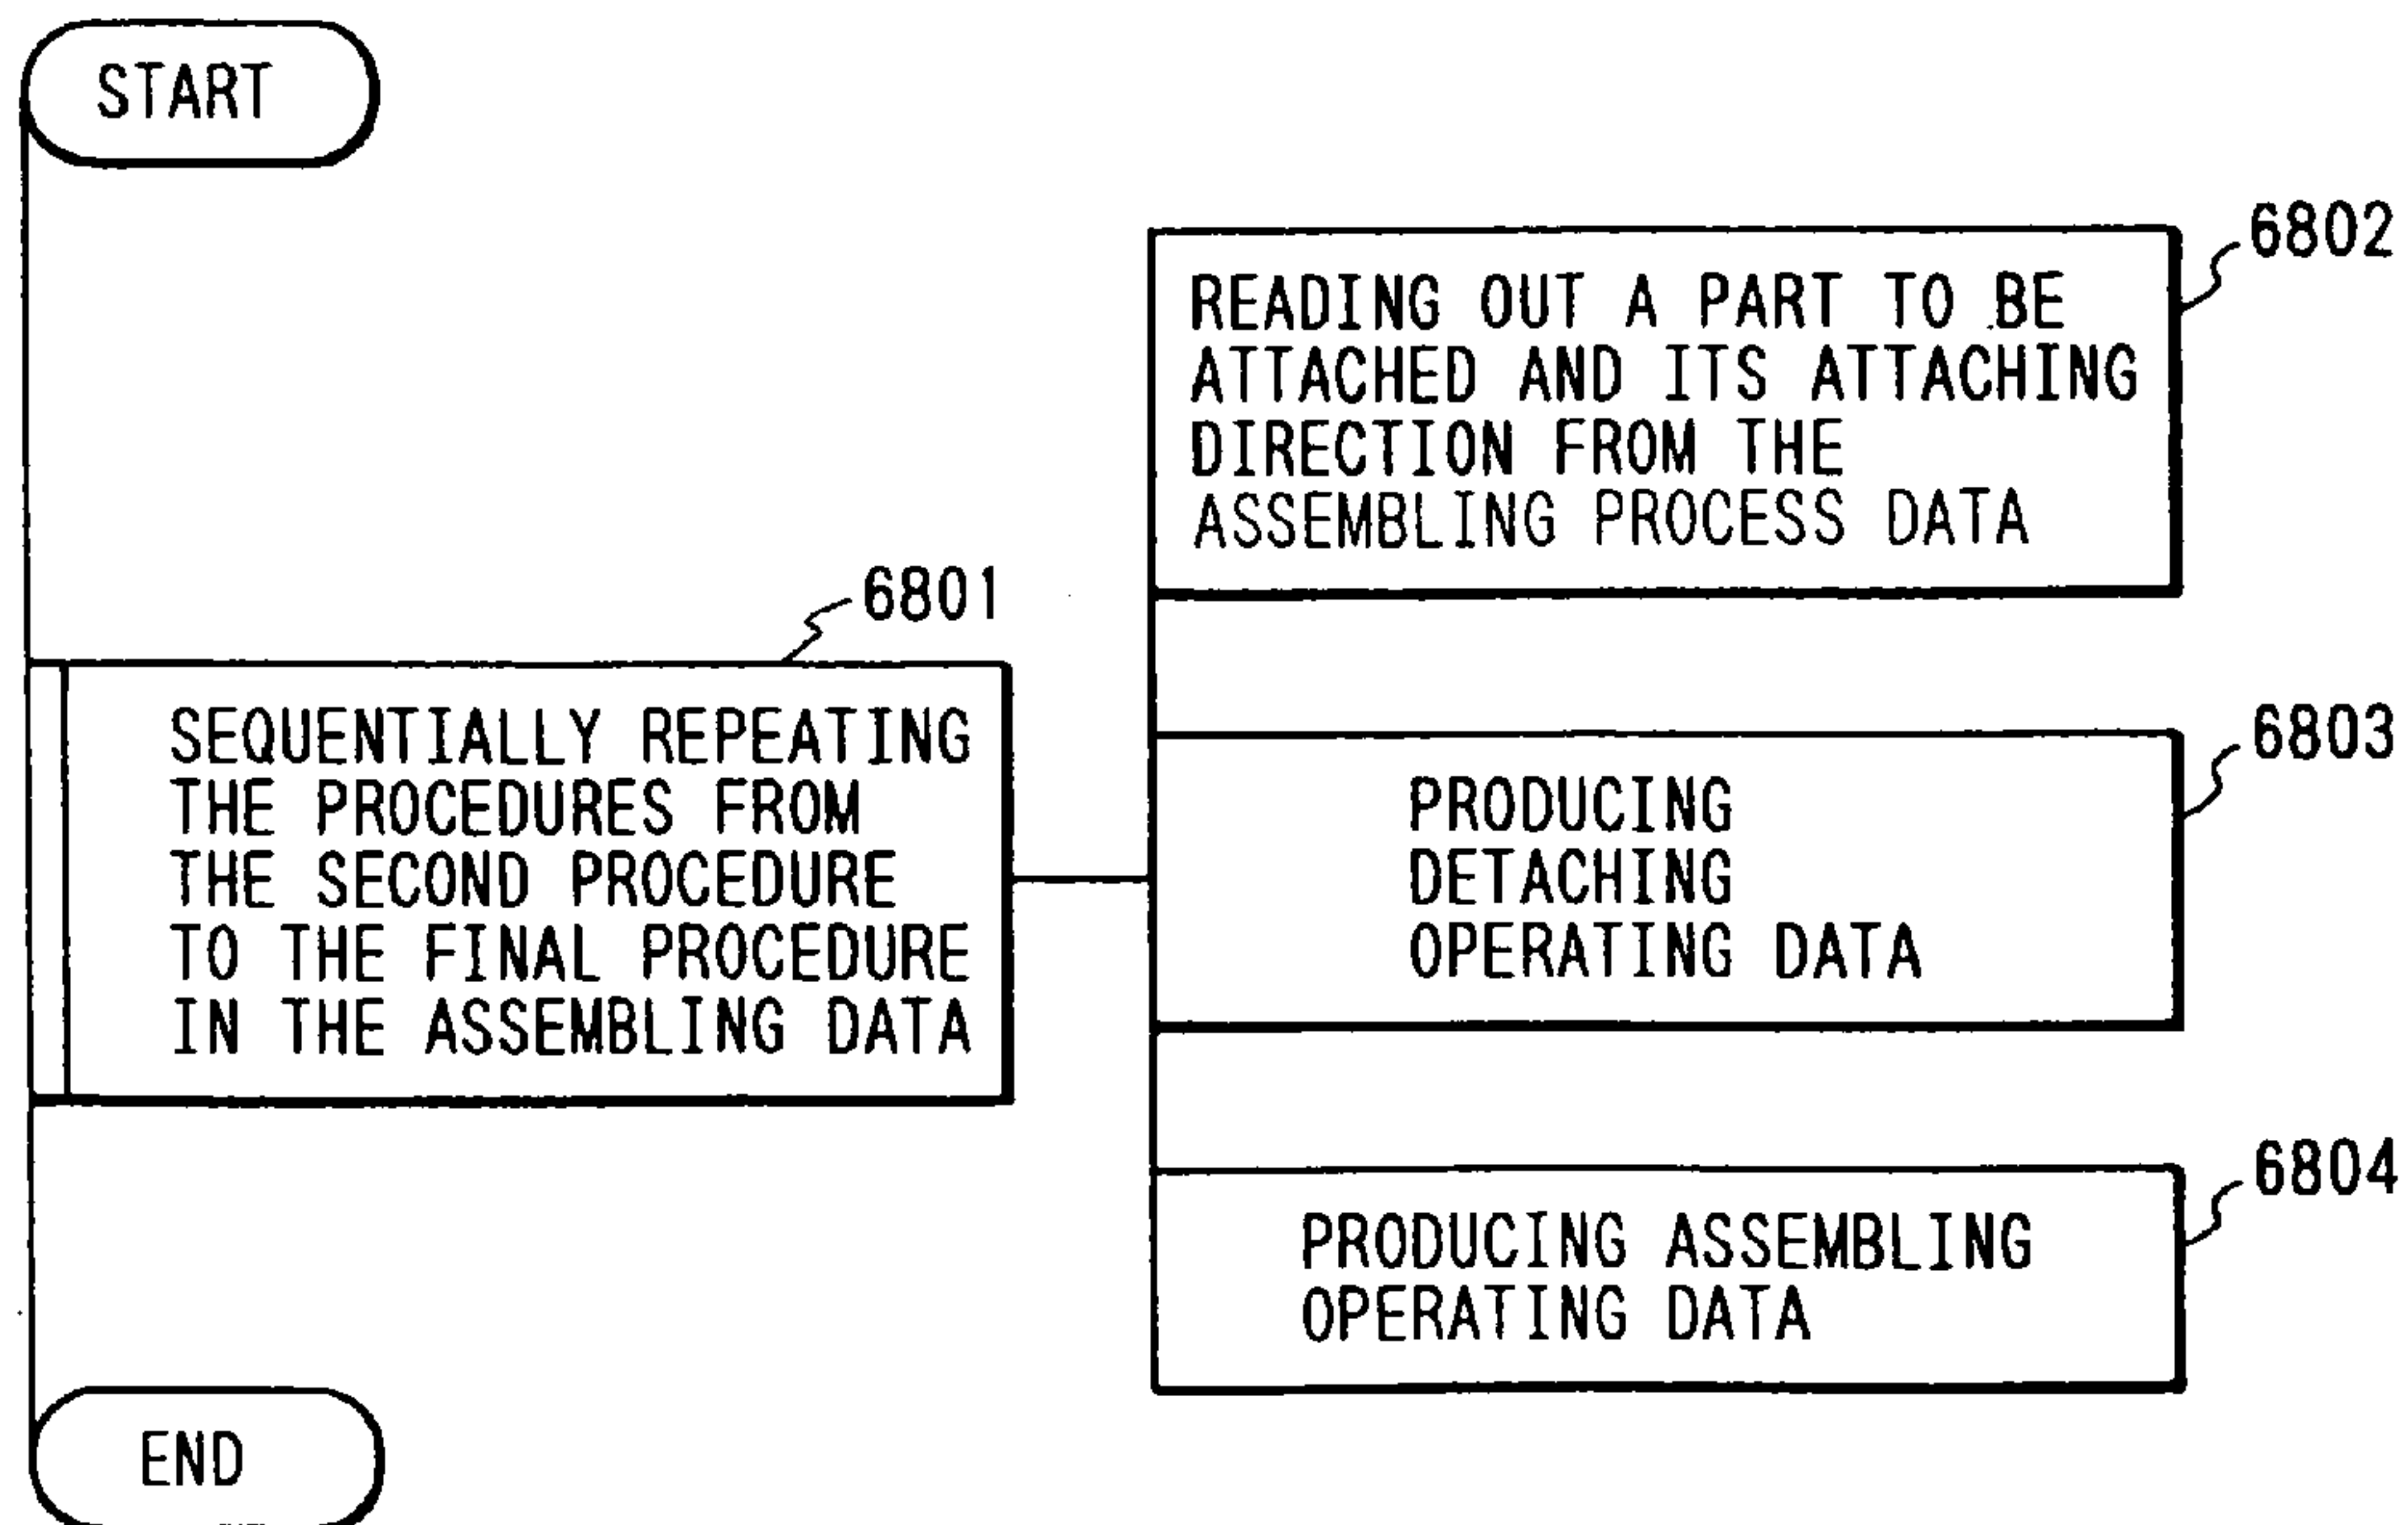 START
6801
SEQUENTIALLY REPEATING
THE PROCEDURES FROM
THE SECOND PROCEDURE
TO THE FINAL PROCEDURE
IN THE ASSEMBLING DATA
6802
READING OUT A PART TO BE
ATTACHED AND ITS ATTACHING
DIRECTION FROM THE
ASSEMBLING PROCESS DATA
6803
PRODUCING
DETACHING
OPERATING DATA
6804
PRODUCING ASSEMBLING
OPERATING DATA
END